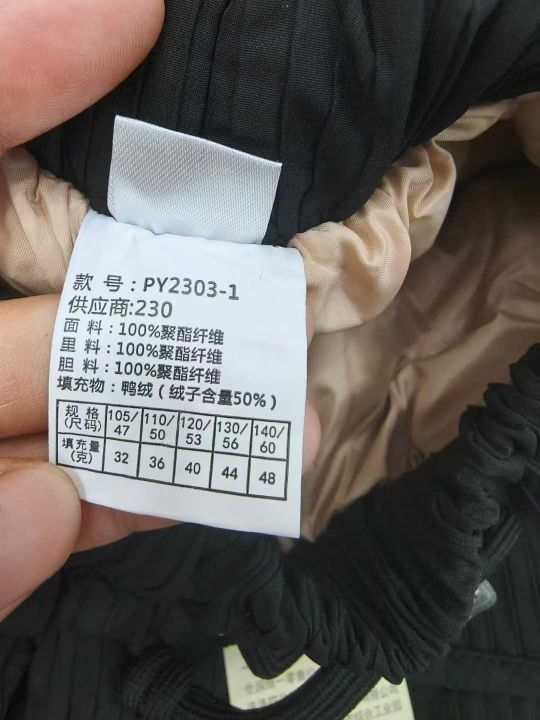 款 号：PY2303-1
供应商:230
面 料：100%聚酯纤维
里 料：100%聚酯纤维
胆 料：100%聚酯纤维
填充物：鸭绒（绒子含量50%）
规 格 105/ 110/ 120/ 130/ 140/
(尺码) 47 50 53 56 60
填充量
(克) 32 36 40 44 48